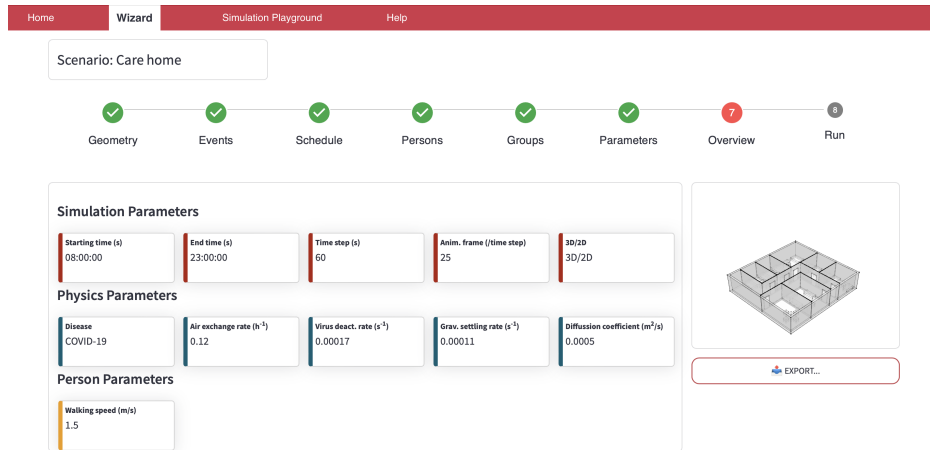 Home Wizard Simulation Playground Help
Scenario: Care home
7 8
Geometry Events Schedule Persons Groups Parameters Overview Run
Simulation Parameters
Starting time (s) End time (s) Time step (s) Anim. frame (/time step) 3D/2D
08:00:00 23:00:00 60 25 3D/2D
Physics Parameters
Disease Air exchange rate (h⁻¹) Virus deact. rate (s⁻¹) Grav. settling rate (s⁻¹) Diffussion coefficient (m²/s)
COVID-19 0.12 0.00017 0.00011 0.0005
EXPORT...
Person Parameters
Walking speed (m/s)
1.5